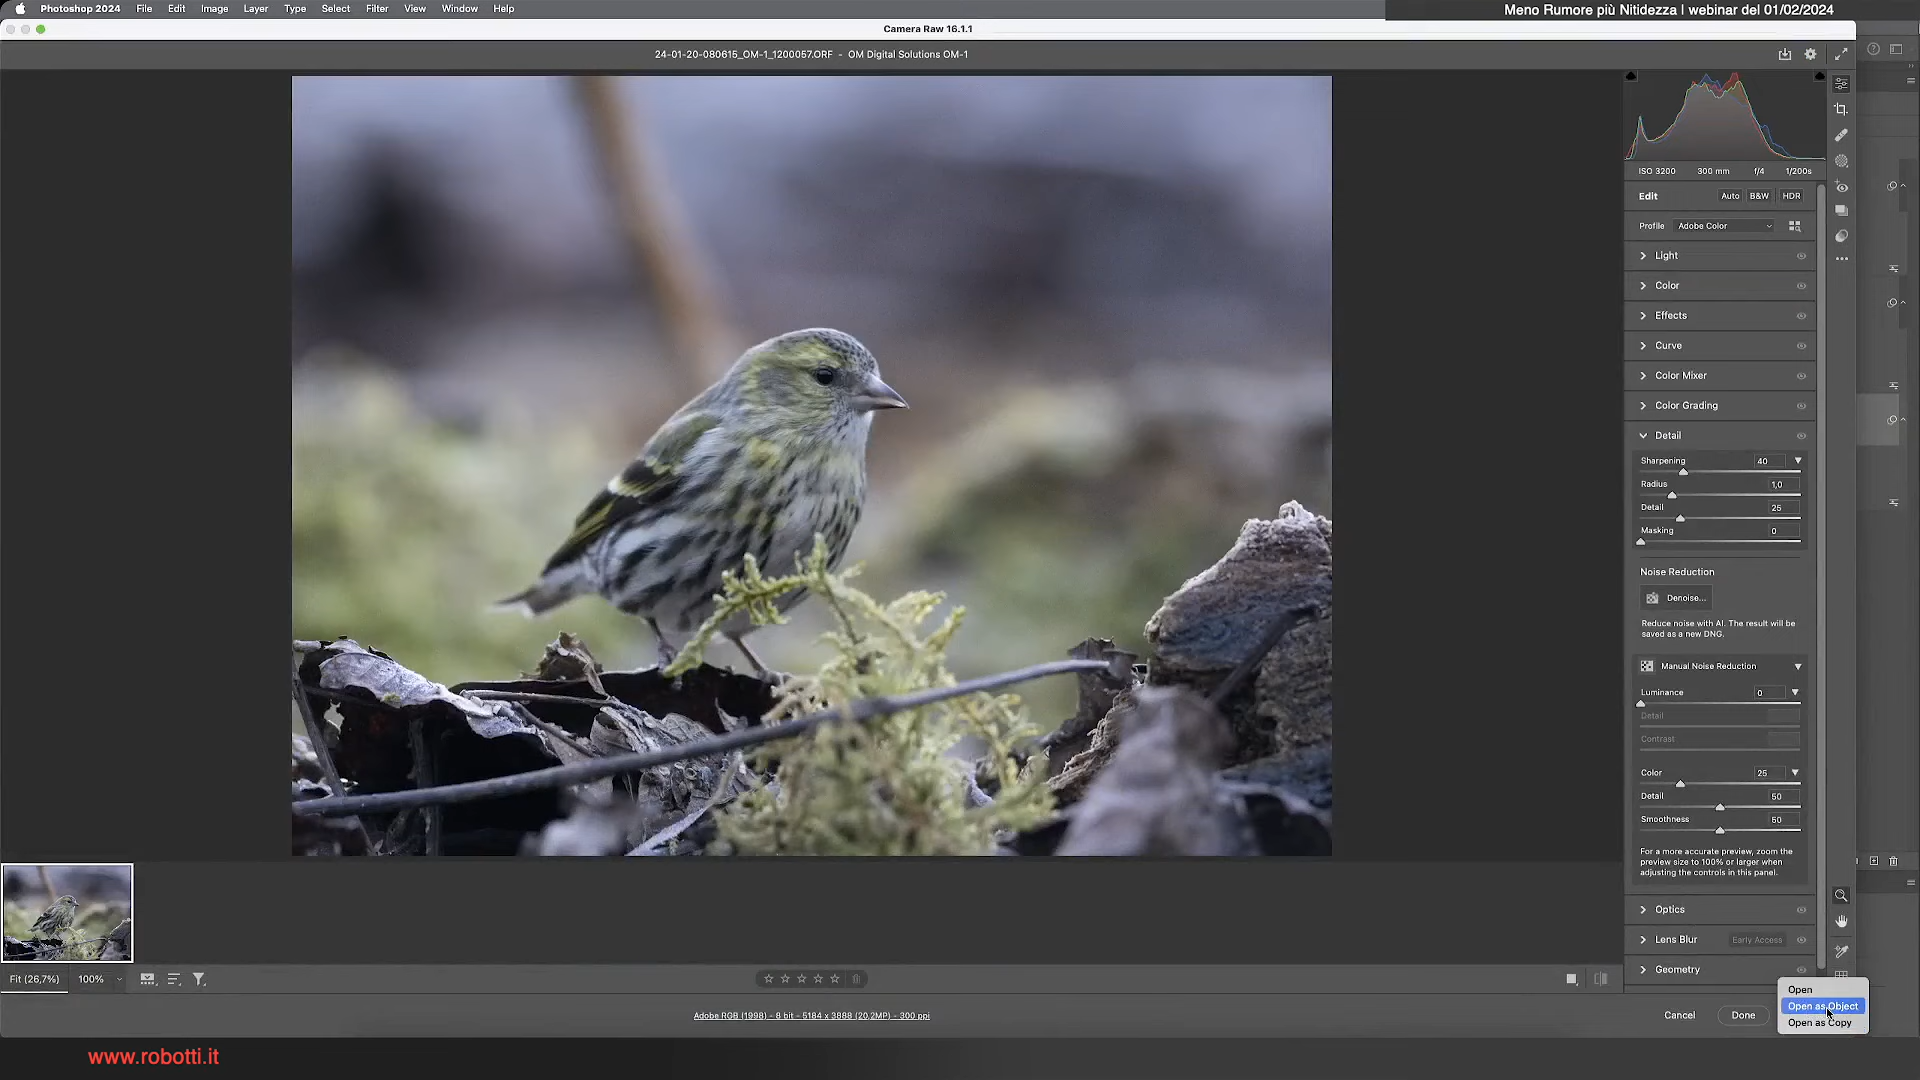 Photoshop 2024 File Edit Image Layer Type Select Filter View Window Help
Meno Rumore più Nitidezza | webinar del 01/02/2024
Camera Raw 16.1.1
24-01-20-080615_OM-1_1200057.ORF - OM Digital Solutions OM-1
ISO 3200 300 mm f/4 1/200s
Edit Auto B&W HDR
Profile Adobe Color
Light
Color
Effects
Curve
Color Mixer
Color Grading
Detail
Sharpening 40
Radius 1,0
Detail 25
Masking 0
Noise Reduction
Denoise...
Reduce noise with AI. The result will be
saved as a new DNG.
Manual Noise Reduction
Luminance 0
Detail
Contrast
Color 25
Detail 50
Smoothness 50
For a more accurate preview, zoom the
preview size to 100% or larger when
adjusting the controls in this panel.
Optics
Lens Blur Early Access
Geometry
Fit (26,7%) 100%
Adobe RGB (1998) - 8 bit - 5184 x 3888 (20,2MP) - 300 ppi
Cancel Done
Open
Open as Object
Open as Copy
www.robotti.it